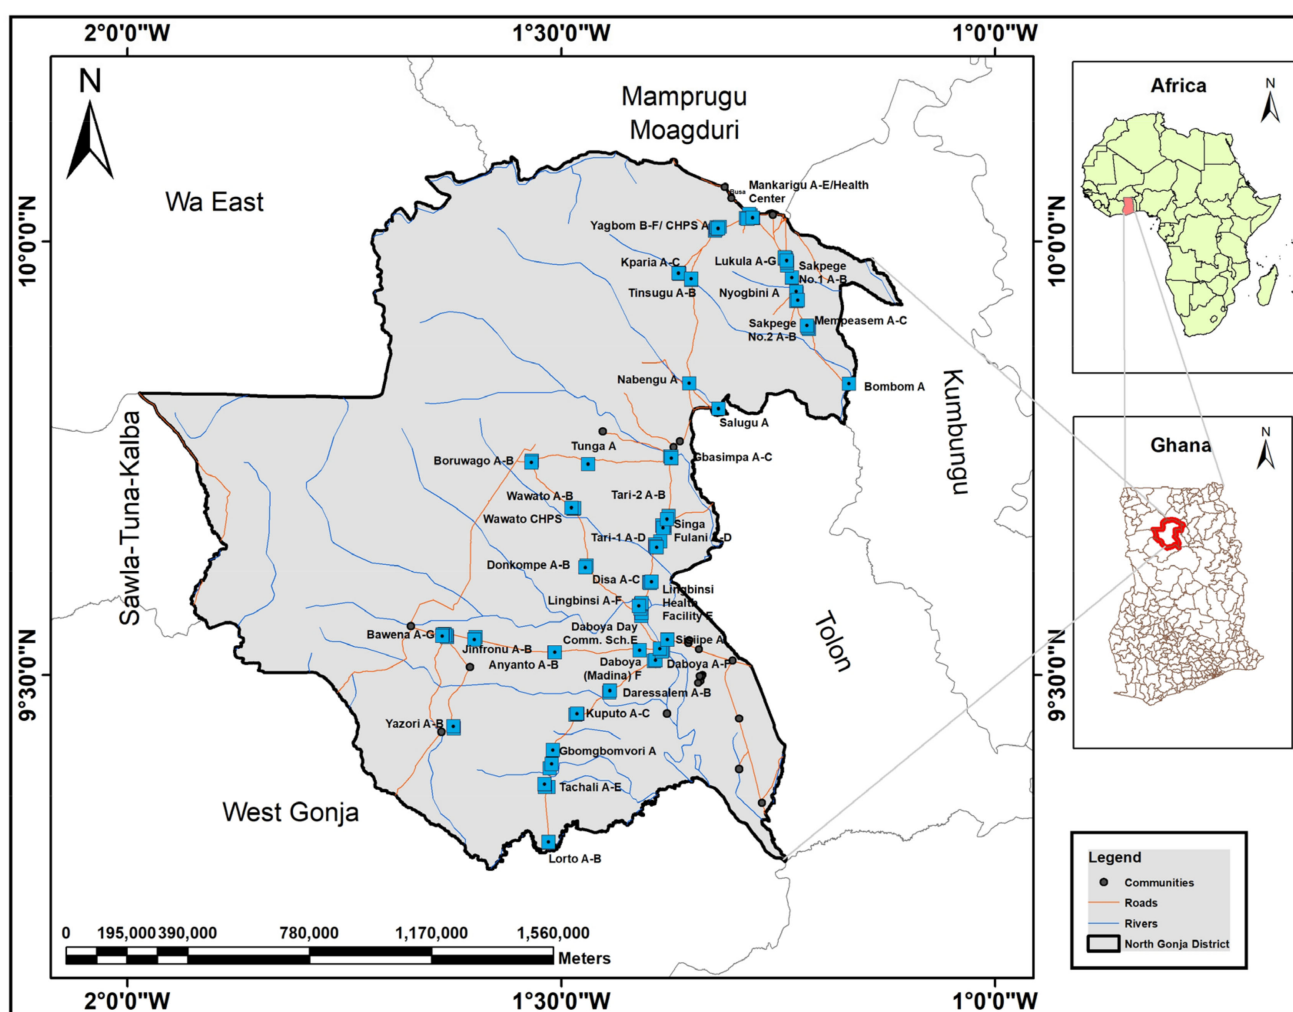 2°0'0"W 1°30'0"W 1°0'0"W
N
Mamprugu
Moagduri
Wa East
10°0'0"N
10°0'0"N
Busa
Mankarigu A-E/Health
Center
Yagbom B-F/ CHPS A
Kparia A-C
Lukula A-G
Sakpege
No.1 A-B
Tinsugu A-B
Nyogbini A
Sakpege
No.2 A-B
Mempeasem A-C
Nabengu A
Bombom A
Kumbungu
Salugu A
Tunga A
Gbasimpa A-C
Boruwago A-B
Sawla-Tuna-Kalba
Wawato A-B
Tari-2 A-B
Wawato CHPS
Singa
Fulani -D
Tari-1 A-D
Donkompe A-B
Disa A-C
Lingbinsi
Health
Facility E
Lingbinsi A-F
Daboya Day
Comm. Sch.E
Tolon
Bawena A-G
Jinfronu A-B
Anyanto A-B
Daboya
(Madina) F
Daboya A-F
9°30'0"N
9°30'0"N
Daressalem A-B
Kuputo A-C
Yazori A-B
Gbomgbomvori A
Tachali A-E
West Gonja
Lorto A-B
0 195,000 390,000 780,000 1,170,000 1,560,000
Meters
2°0'0"W 1°30'0"W 1°0'0"W
Africa
N
Ghana
N
Legend
Communities
Roads
Rivers
North Gonja District